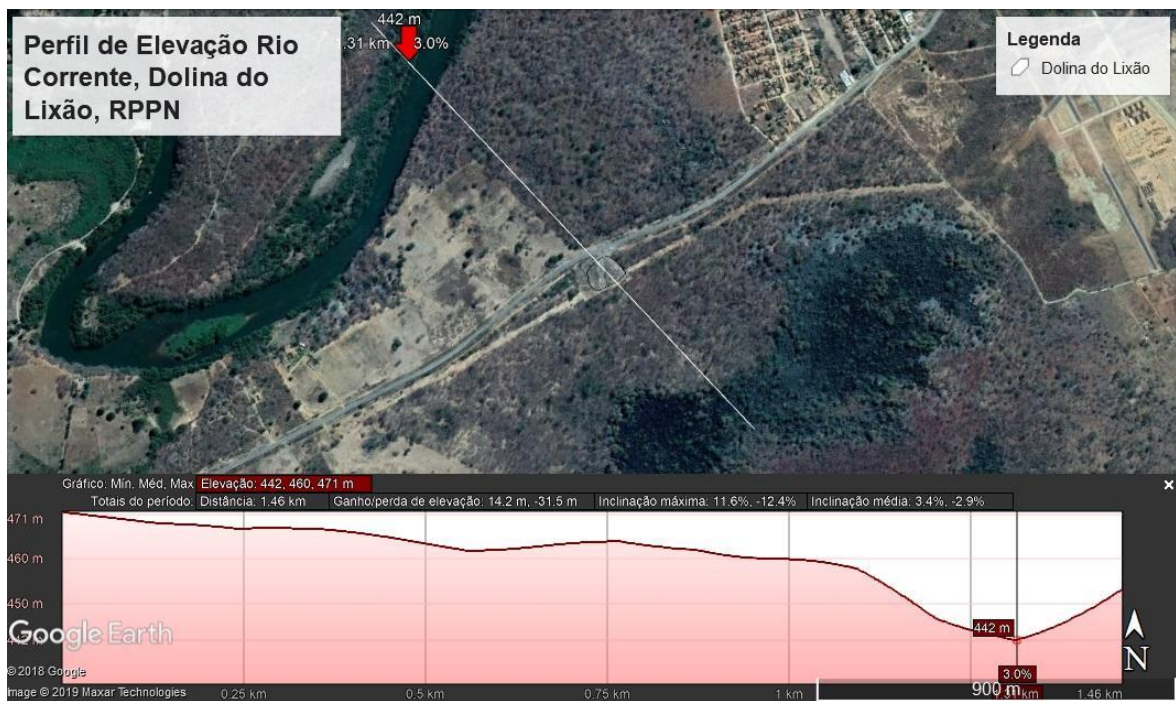 Perfil de Elevação Rio
Corrente, Dolina do
Lixão, RPPN
442 m
,31 km 3.0%
Legenda
Dolina do Lixão
Gráfico: Mín. Méd, Max Elevação: 442, 460, 471 m
Totais do período: Distância: 1.46 km Ganho/perda de elevação: 14.2 m, -31.5 m Inclinação máxima: 11.6%, -12.4% Inclinação média: 3.4%, -2.9%
471 m
460 m
450 m
442 m
Google Earth
N
3.0%
© 2018 Google
Image © 2019 Maxar Technologies
0.25 km
0.5 km
0.75 km
1 km
900 m
1.46 km